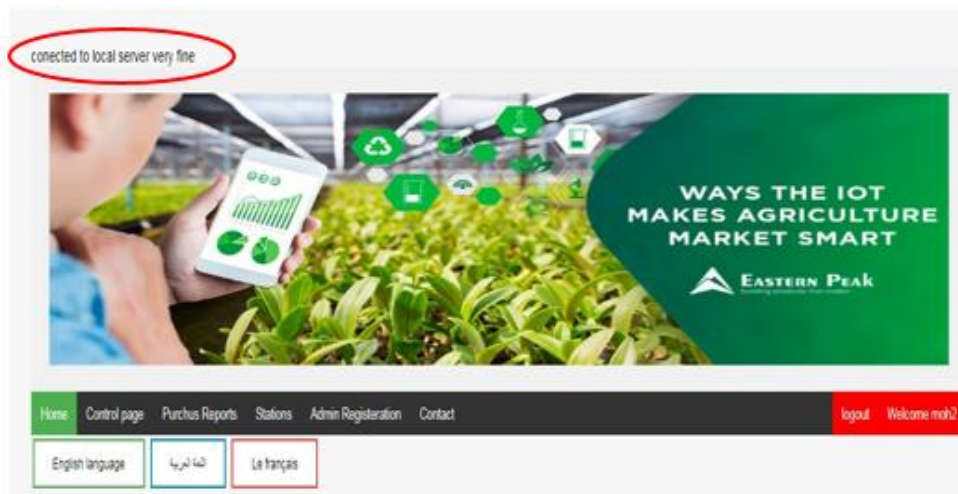 conected to local server very fine
WAYS THE IOT
MAKES AGRICULTURE
MARKET SMART
EASTERN PEAK
Home Control page Purchus Reports Stations Admin Registeration Contact logout Welcome moh2
English language اللغة العربية Le français